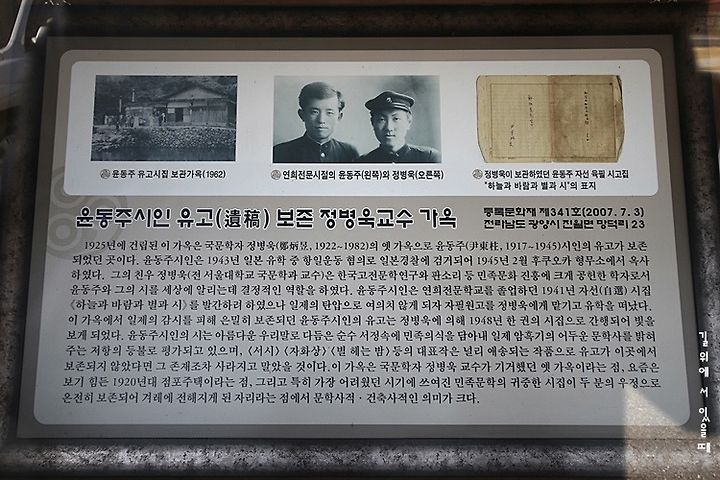 윤동주 유고시집 보관가옥(1962)
연희전문시절의 윤동주(왼쪽)와 정병욱(오른쪽)
정병욱이 보관하였던 윤동주 자선 육필 시고집
"하늘과 바람과 별과 시"의 표지
윤동주시인 유고(遺稿) 보존 정병욱교수 가옥
등록문화재 제341호(2007. 7. 3)
전라남도 광양시 진월면 망덕리 23
1925년에 건립된 이 가옥은 국문학자 정병욱(鄭炳昱, 1922~1982)의 옛 가옥으로 윤동주(尹東柱, 1917~1945)시인의 유고가 보존
되었던 곳이다. 윤동주시인은 1943년 일본 유학 중 항일운동 혐의로 일본경찰에 검거되어 1945년 2월 후쿠오카 형무소에서 옥사
하였다. 그의 친우 정병욱(전 서울대학교 국문학과 교수)은 한국고전문학연구와 판소리 등 민족문화 진흥에 크게 공헌한 학자로서
윤동주와 그의 시를 세상에 알리는데 결정적인 역할을 하였다. 윤동주시인은 연희전문학교를 졸업하던 1941년 자선(自選) 시집
《하늘과 바람과 별과 시》를 발간하려 하였으나 일제의 탄압으로 여의치 않게 되자 자필원고를 정병욱에게 맡기고 유학을 떠났다.
이 가옥에서 일제의 감시를 피해 은밀히 보존되던 윤동주시인의 유고는 정병욱에 의해 1948년 한 권의 시집으로 간행되어 빛을
보게 되었다. 윤동주시인의 시는 아름다운 우리말로 다듬은 순수 서정속에 민족의식을 담아내 일제 암흑기의 어두운 문학사를 밝혀
주는 저항의 등불로 평가되고 있으며, 〈서시〉〈자화상〉〈별 헤는 밤〉등의 대표작은 널리 애송되는 작품으로 유고가 이곳에서
보존되지 않았다면 그 존재조차 사라지고 말았을 것이다. 이 가옥은 국문학자 정병욱 교수가 기거했던 옛 가옥이라는 점, 요즘은
보기 힘든 1920년대 점포주택이라는 점, 그리고 특히 가장 어려웠던 시기에 쓰여진 민족문학의 귀중한 시집이 두 분의 우정으로
온전히 보존되어 겨레에 전해지게 된 자리라는 점에서 문학사적 · 건축사적인 의미가 크다.
길 위에 서 있을 때